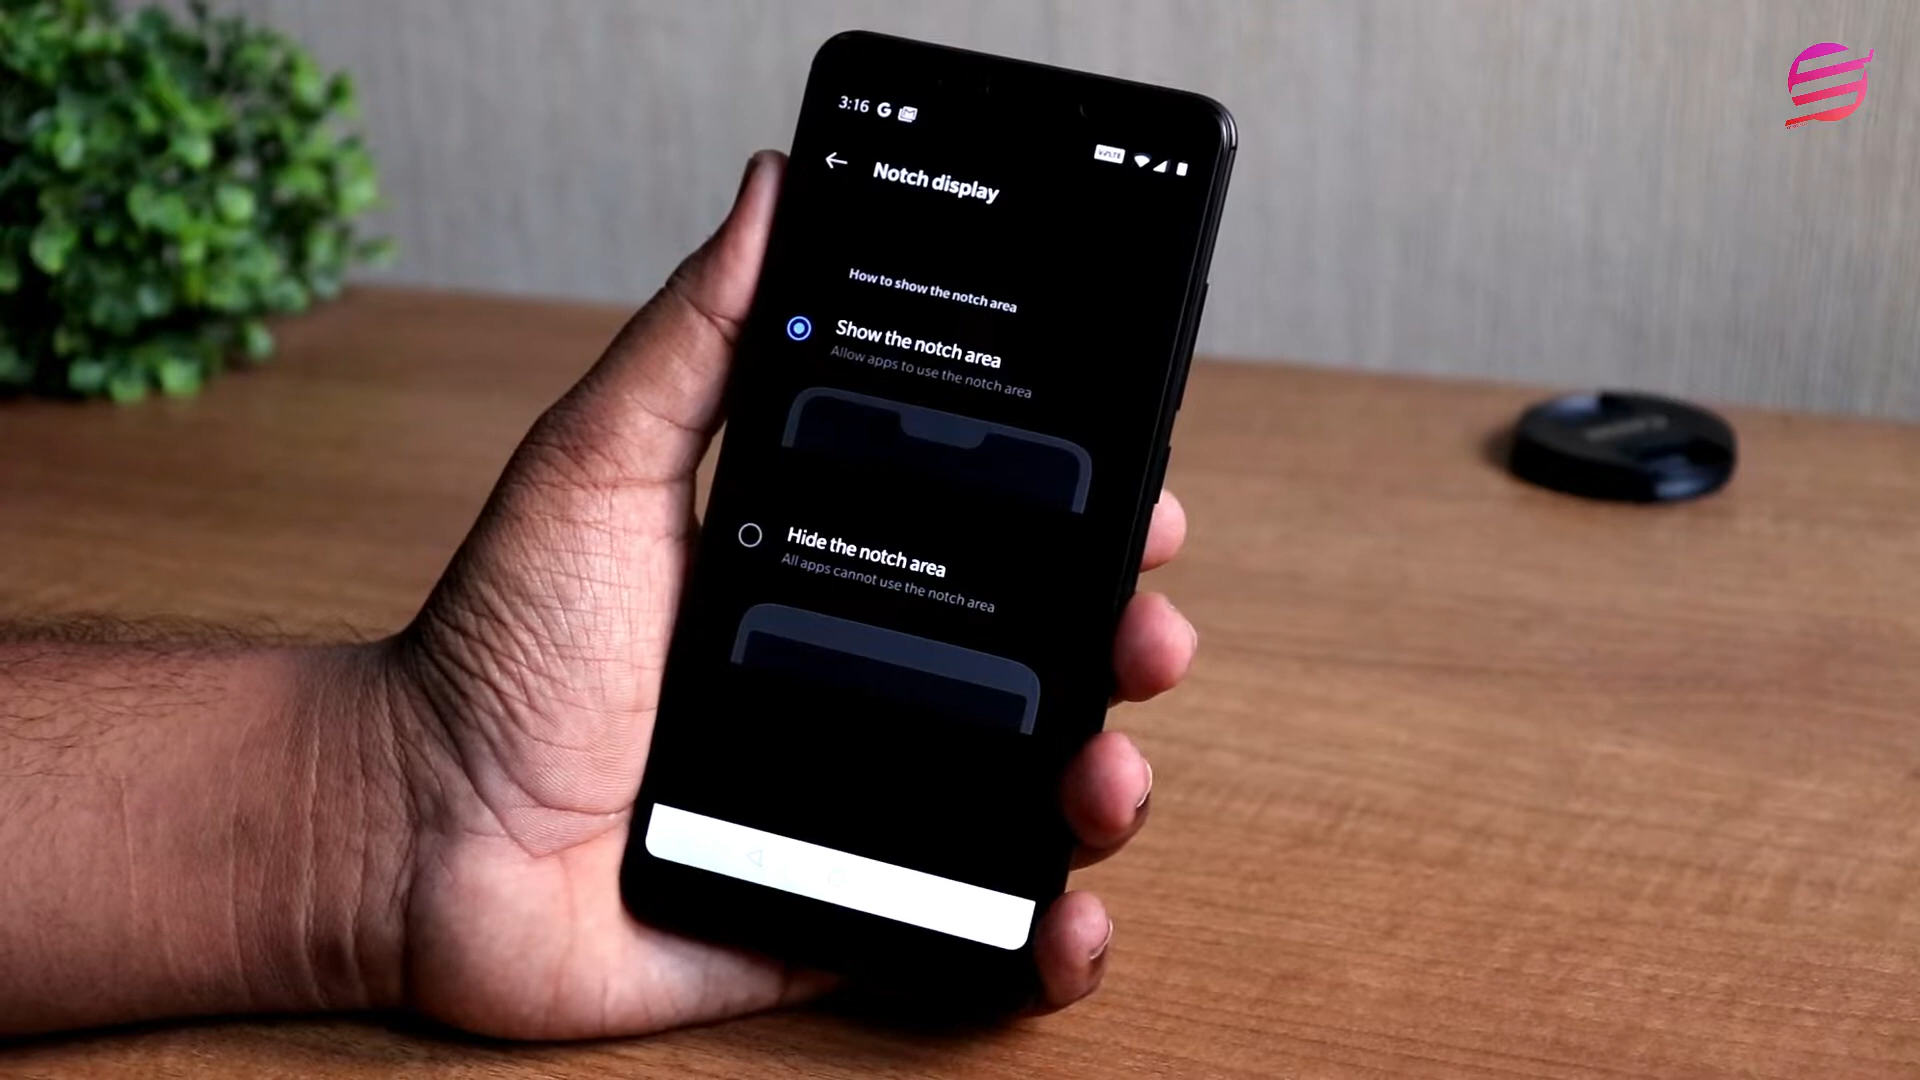 3:16 G
VoLTE
Notch display
How to show the notch area
Show the notch area
Allow apps to use the notch area
Hide the notch area
All apps cannot use the notch area